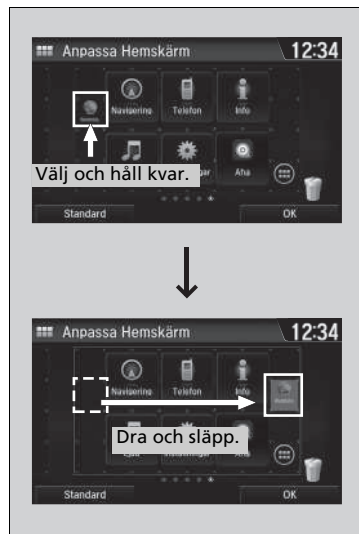 Anpassa Hemskärm 12:34
Navigering Telefon Info
Välj och håll kvar.
Aha
Standard OK
Anpassa Hemskärm 12:34
Navigering Telefon Info
Dra och släpp.
Standard OK